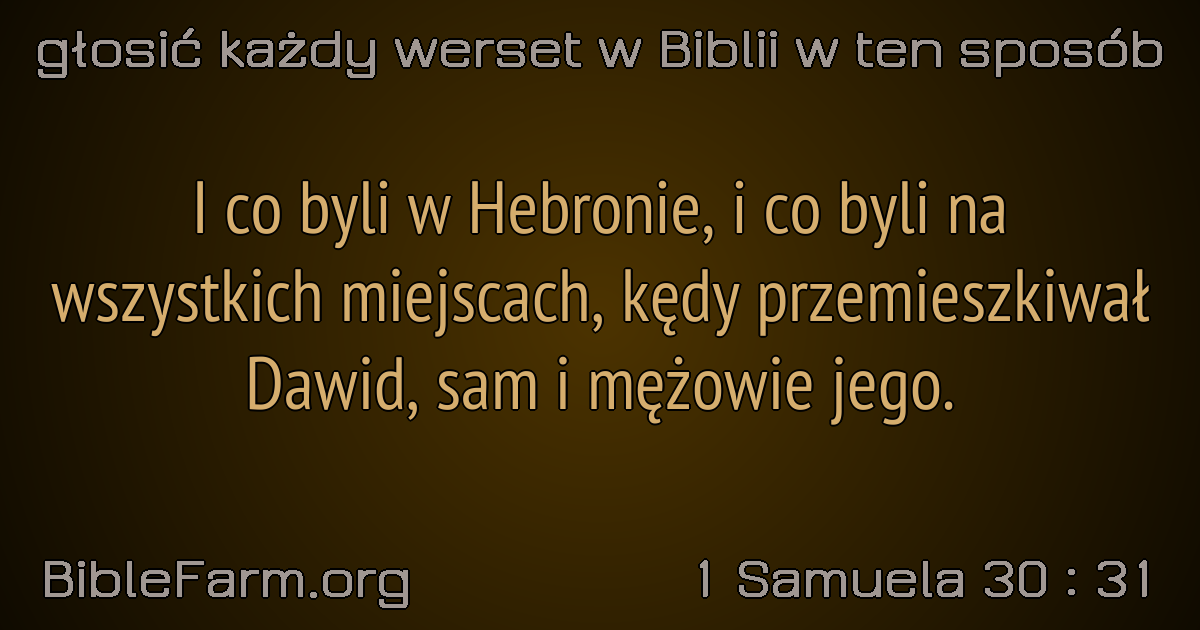 głosić każdy werset w Biblii w ten sposób
I co byli w Hebronie, i co byli na
wszystkich miejscach, kędy przemieszkiwał
Dawid, sam i mężowie jego.
BibleFarm.org
1 Samuela 30 : 31